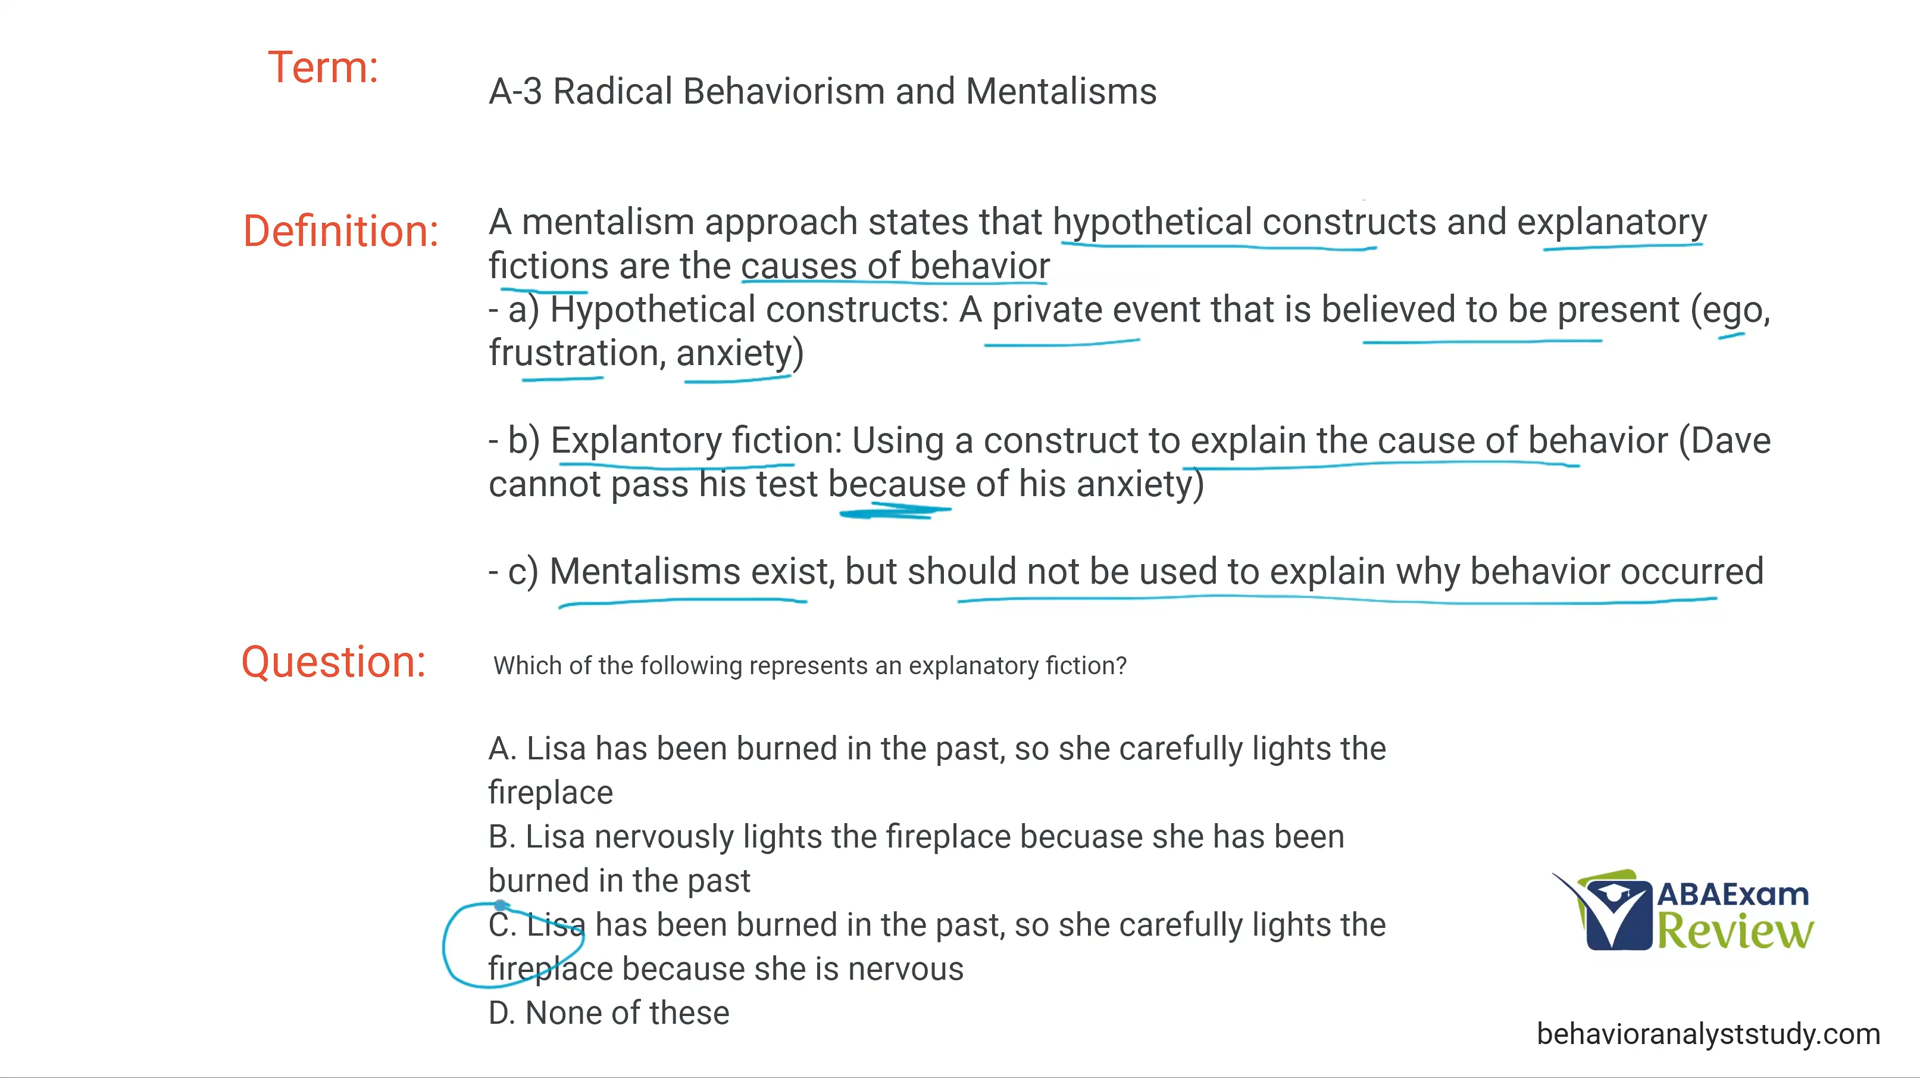 Term:
A-3 Radical Behaviorism and Mentalisms
Definition:
A mentalism approach states that hypothetical constructs and explanatory
fictions are the causes of behavior
- a) Hypothetical constructs: A private event that is believed to be present (ego,
frustration, anxiety)
- b) Explantory fiction: Using a construct to explain the cause of behavior (Dave
cannot pass his test because of his anxiety)
- c) Mentalisms exist, but should not be used to explain why behavior occurred
Question:
Which of the following represents an explanatory fiction?
A. Lisa has been burned in the past, so she carefully lights the
fireplace
B. Lisa nervously lights the fireplace becuase she has been
burned in the past
C. Lisa has been burned in the past, so she carefully lights the
fireplace because she is nervous
D. None of these
ABAExam
Review
behavioranalyststudy.com